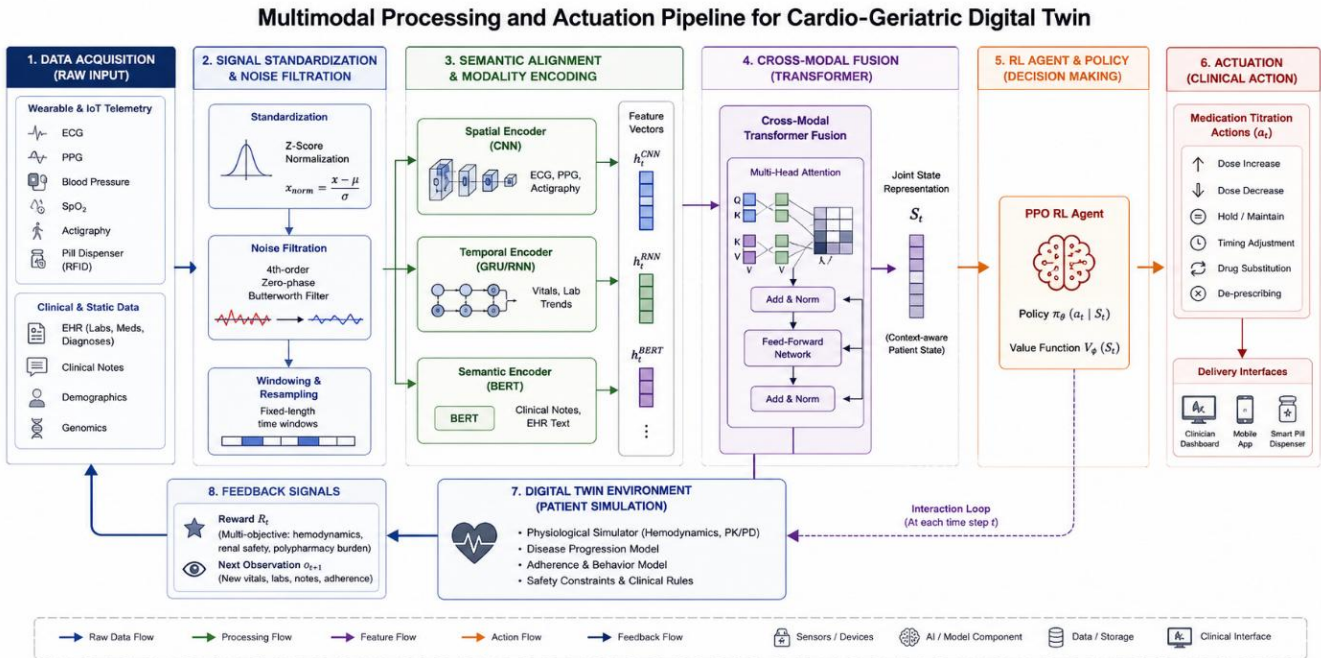 Multimodal Processing and Actuation Pipeline for Cardio-Geriatric Digital Twin
1. DATA ACQUISITION
(RAW INPUT)
Wearable & IoT Telemetry
ECG
PPG
Blood Pressure
SpO₂
Actigraphy
Pill Dispenser
(RFID)
Clinical & Static Data
EHR (Labs, Meds,
Diagnoses)
Clinical Notes
Demographics
Genomics
2. SIGNAL STANDARDIZATION
& NOISE FILTRATION
Standardization
Z-Score
Normalization
x_norm = (x − μ) / σ
Noise Filtration
4th-order
Zero-phase
Butterworth Filter
Windowing &
Resampling
Fixed-length
time windows
3. SEMANTIC ALIGNMENT
& MODALITY ENCODING
Spatial Encoder
(CNN)
ECG, PPG,
Actigraphy
Temporal Encoder
(GRU/RNN)
Vitals, Lab
Trends
Semantic Encoder
(BERT)
BERT
Clinical Notes,
EHR Text
Feature
Vectors
h_t^CNN
h_t^RNN
h_t^BERT
⋮
4. CROSS-MODAL FUSION
(TRANSFORMER)
Cross-Modal
Transformer Fusion
Multi-Head Attention
Q
K
K
V
V V
Add & Norm
Feed-Forward
Network
Add & Norm
Joint State
Representation
S_t
(Context-aware
Patient State)
5. RL AGENT & POLICY
(DECISION MAKING)
PPO RL Agent
Policy π_θ (a_t | S_t)
Value Function V_ϕ (S_t)
6. ACTUATION
(CLINICAL ACTION)
Medication Titration
Actions (a_t)
Dose Increase
Dose Decrease
Hold / Maintain
Timing Adjustment
Drug Substitution
De-prescribing
Delivery Interfaces
Clinician
Dashboard
Mobile
App
Smart Pill
Dispenser
8. FEEDBACK SIGNALS
Reward R_t
(Multi-objective: hemodynamics,
renal safety, polypharmacy burden)
Next Observation o_{t+1}
(New vitals, labs, notes, adherence)
7. DIGITAL TWIN ENVIRONMENT
(PATIENT SIMULATION)
• Physiological Simulator (Hemodynamics, PK/PD)
• Disease Progression Model
• Adherence & Behavior Model
• Safety Constraints & Clinical Rules
Interaction Loop
(At each time step t)
Raw Data Flow
Processing Flow
Feature Flow
Action Flow
Feedback Flow
Sensors / Devices
AI / Model Component
Data / Storage
Clinical Interface